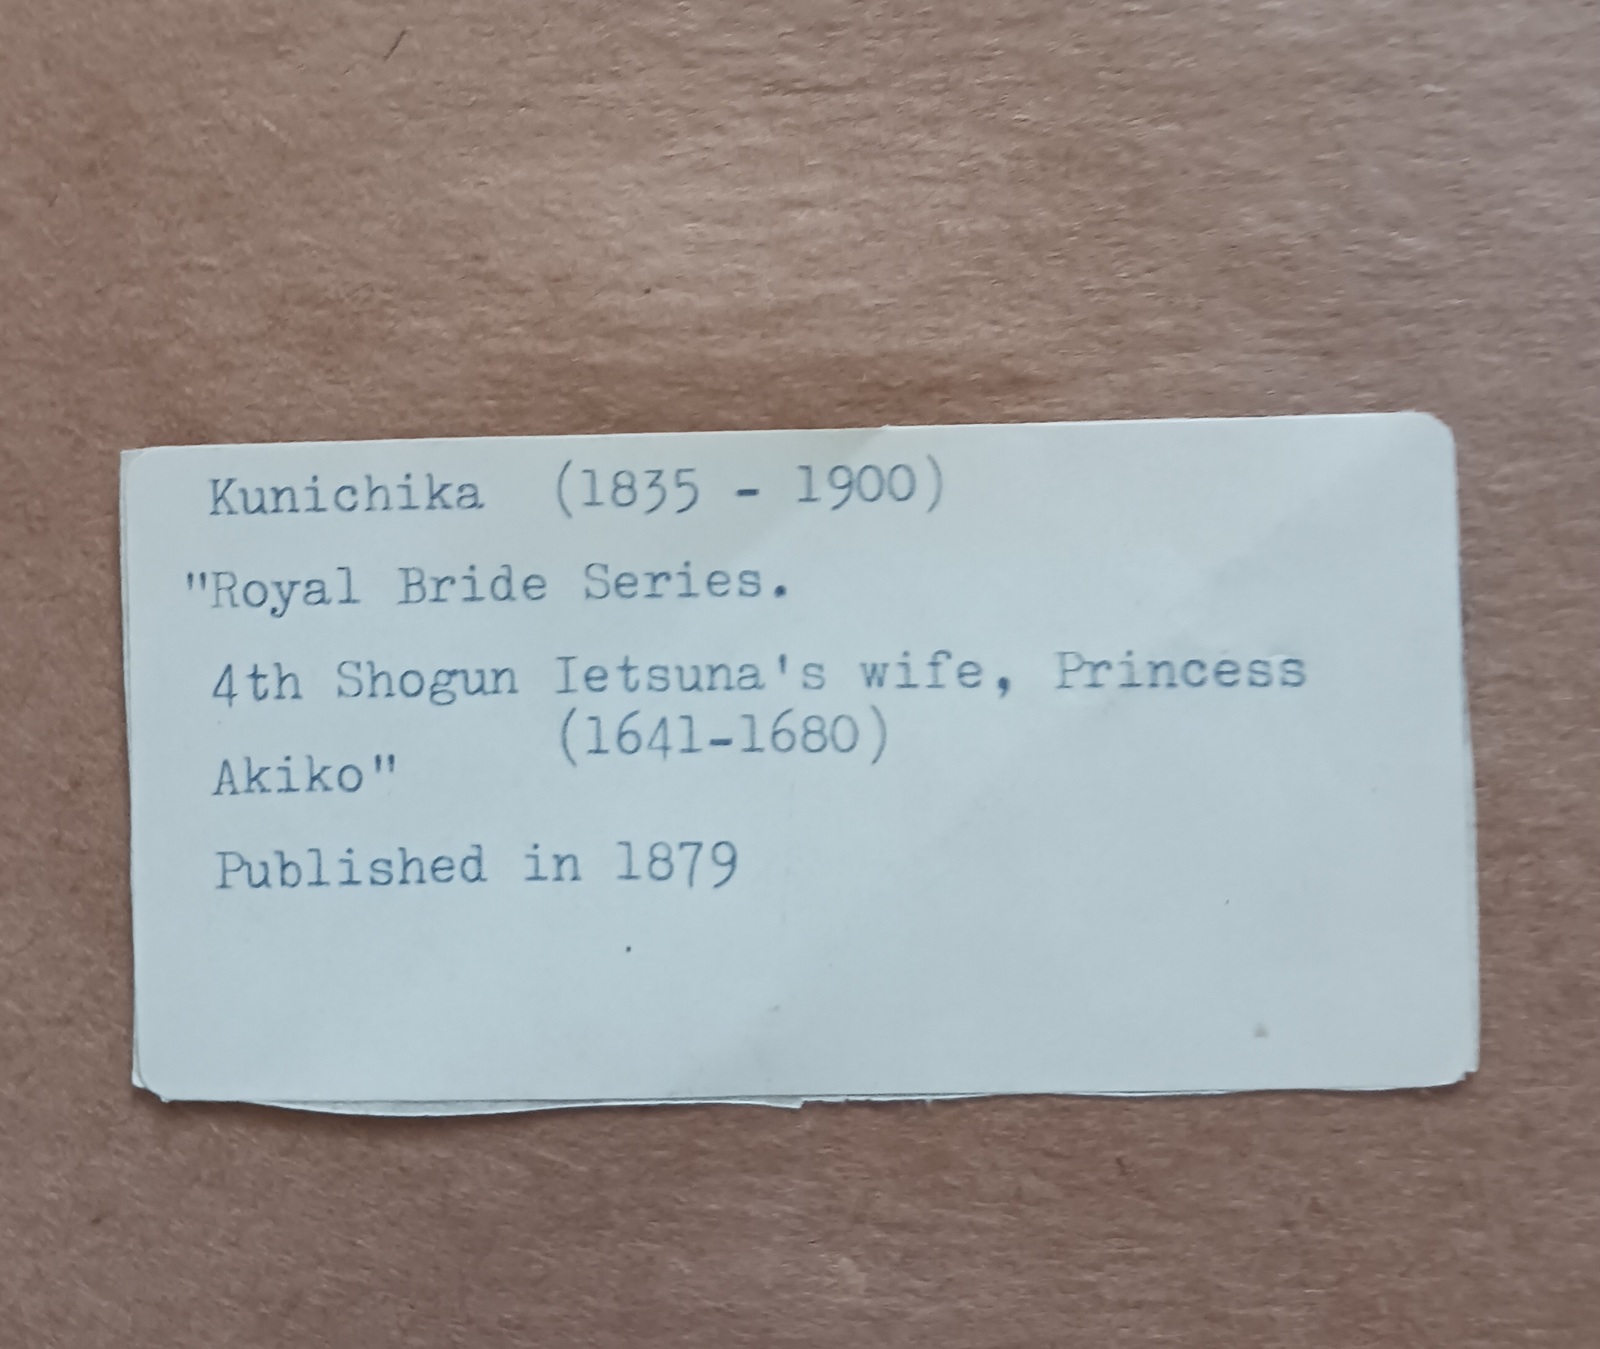 Kunichika (1835 - 1900)
"Royal Bride Series.
4th Shogun Ietsuna's wife, Princess
(1641-1680)
Akiko"
Published in 1879